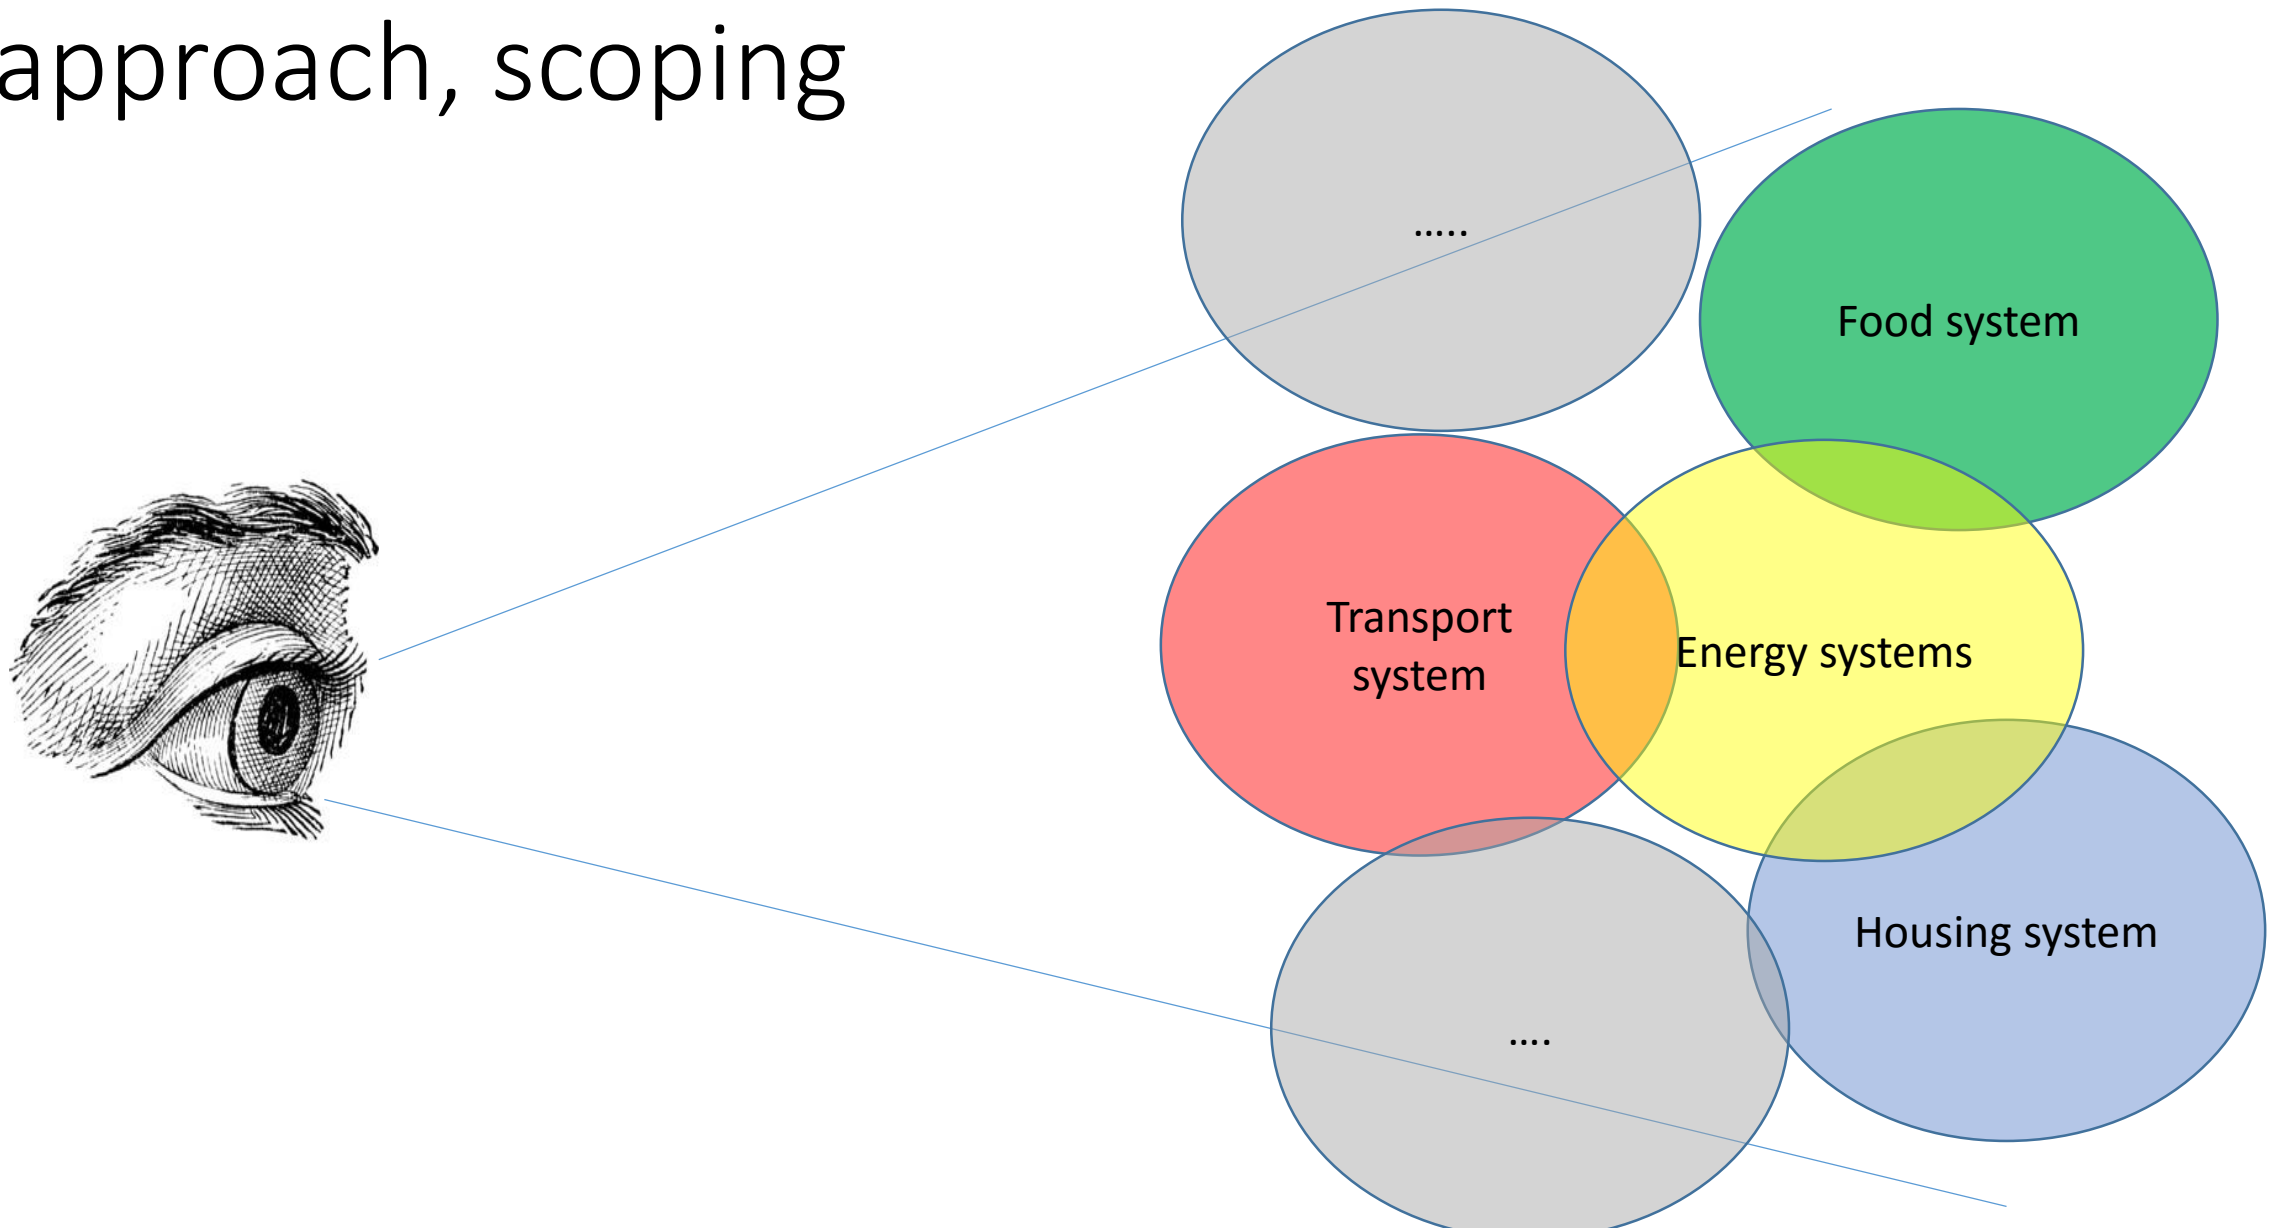 approach, scoping
.....
Food system
Transport
system
Energy systems
Housing system
....